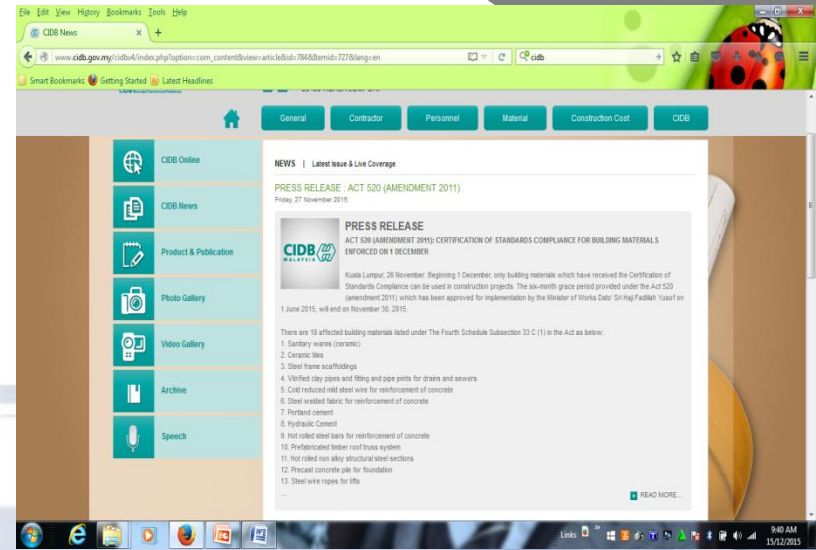 File Edit View History Bookmarks Tools Help
CIDB News × +
www.cidb.gov.my/cidbv4/index.php?option=com_content&view=article&id=784&Itemid=727&lang=en
cidb
Smart Bookmarks Getting Started Latest Headlines
General Contractor Personnel Material Construction Cost CIDB
CIDB Online
CIDB News
Product & Publication
Photo Gallery
Video Gallery
Archive
Speech
NEWS | Latest Issue & Live Coverage
PRESS RELEASE : ACT 520 (AMENDMENT 2011)
Friday, 27 November 2015
CIDB
MALAYSIA
PRESS RELEASE
ACT 520 (AMENDMENT 2011): CERTIFICATION OF STANDARDS COMPLIANCE FOR BUILDING MATERIALS
ENFORCED ON 1 DECEMBER
Kuala Lumpur, 26 November: Beginning 1 December, only building materials which have received the Certification of
Standards Compliance can be used in construction projects. The six-month grace period provided under the Act 520
(amendment 2011) which has been approved for implementation by the Minister of Works Dato' Sri Haji Fadillah Yusof on
1 June 2015, will end on November 30, 2015.
There are 18 affected building materials listed under The Fourth Schedule Subsection 33 C (1) in the Act as below:
1. Sanitary wares (ceramic)
2. Ceramic tiles
3. Steel frame scaffoldings
4. Vitrified clay pipes and fitting and pipe joints for drains and sewers
5. Cold reduced mild steel wire for reinforcement of concrete
6. Steel welded fabric for reinforcement of concrete
7. Portland cement
8. Hydraulic Cement
9. Hot rolled steel bars for reinforcement of concrete
10. Prefabricated timber roof truss system
11. Hot rolled non alloy structural steel sections
12. Precast concrete pile for foundation
13. Steel wire ropes for lifts
...
READ MORE...
Links
9:40 AM
15/12/2015